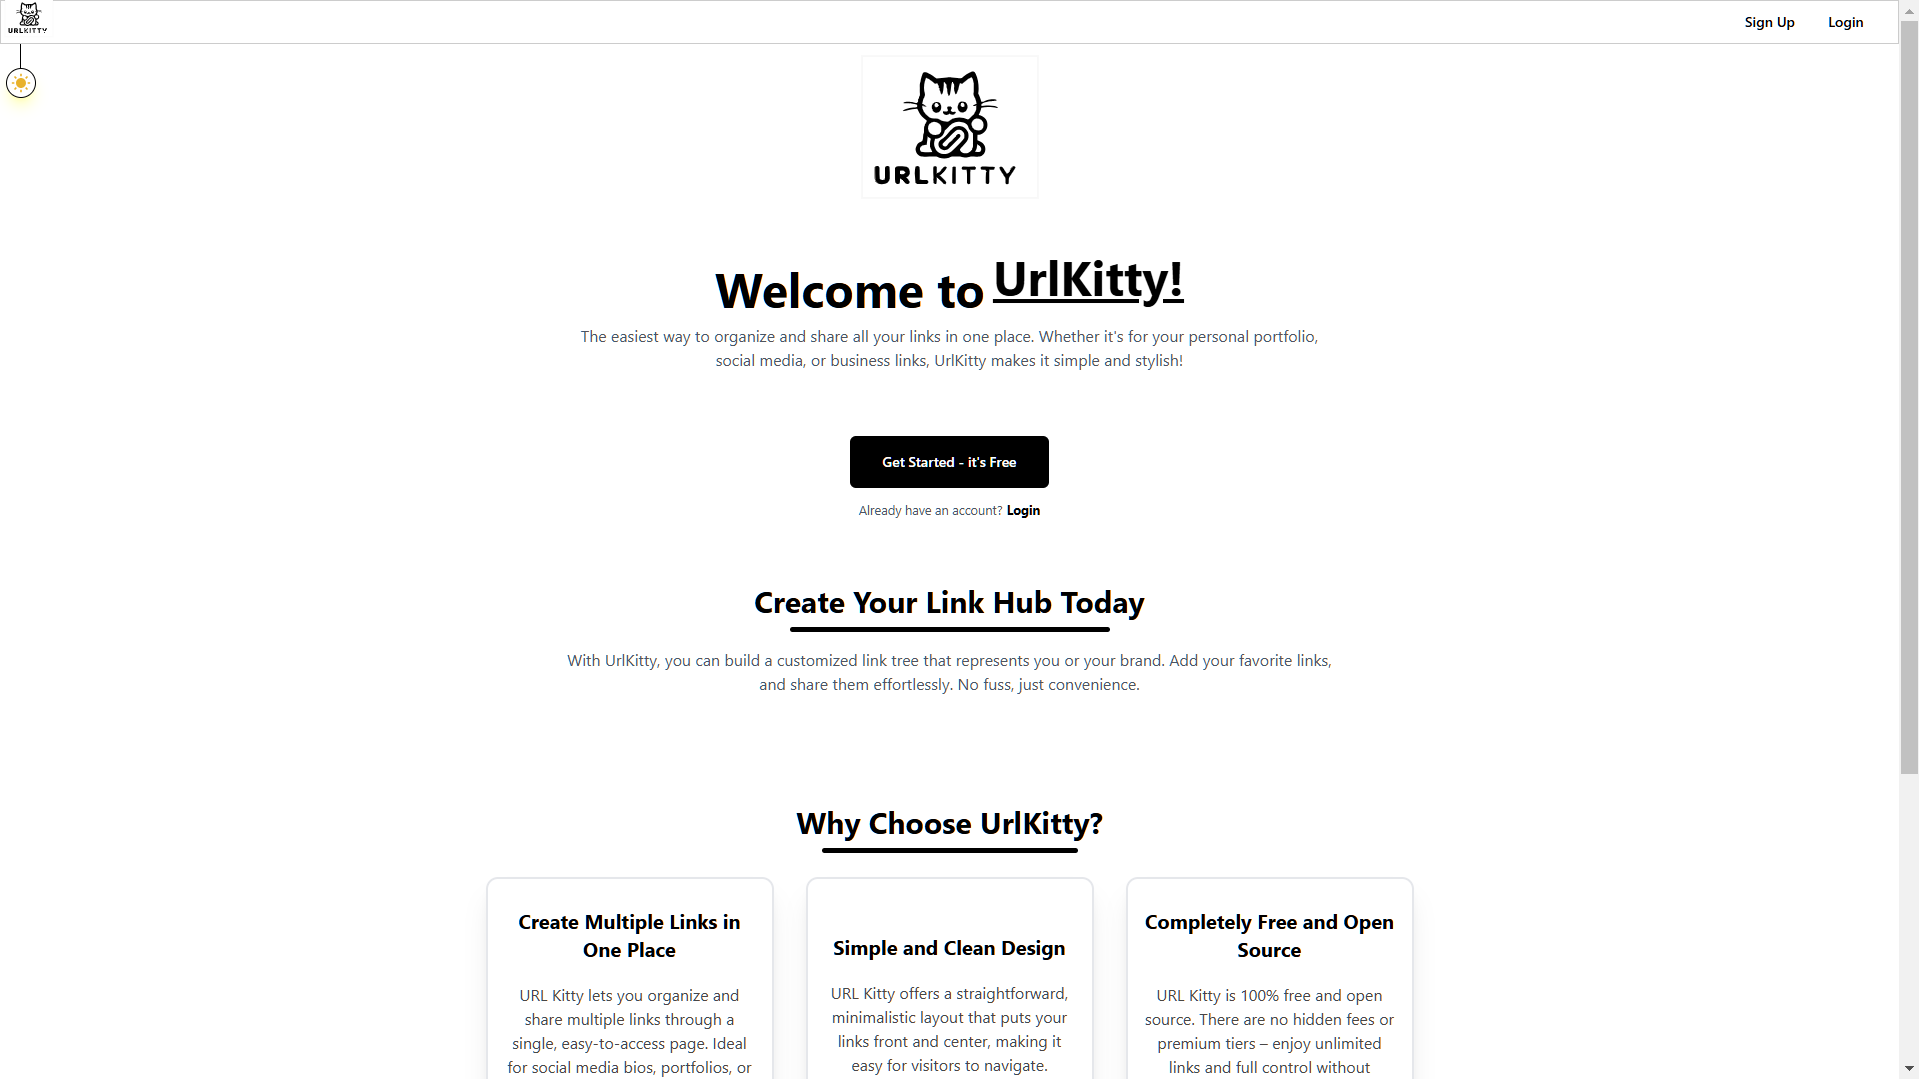 URLKITTY
Sign Up
Login
URLKITTY
Welcome to UrlKitty!
The easiest way to organize and share all your links in one place. Whether it's for your personal portfolio,
social media, or business links, UrlKitty makes it simple and stylish!
Get Started - it's Free
Already have an account? Login
Create Your Link Hub Today
With UrlKitty, you can build a customized link tree that represents you or your brand. Add your favorite links,
and share them effortlessly. No fuss, just convenience.
Why Choose UrlKitty?
Create Multiple Links in
One Place
URL Kitty lets you organize and
share multiple links through a
single, easy-to-access page. Ideal
for social media bios, portfolios, or
Simple and Clean Design
URL Kitty offers a straightforward,
minimalistic layout that puts your
links front and center, making it
easy for visitors to navigate.
Completely Free and Open
Source
URL Kitty is 100% free and open
source. There are no hidden fees or
premium tiers – enjoy unlimited
links and full control without